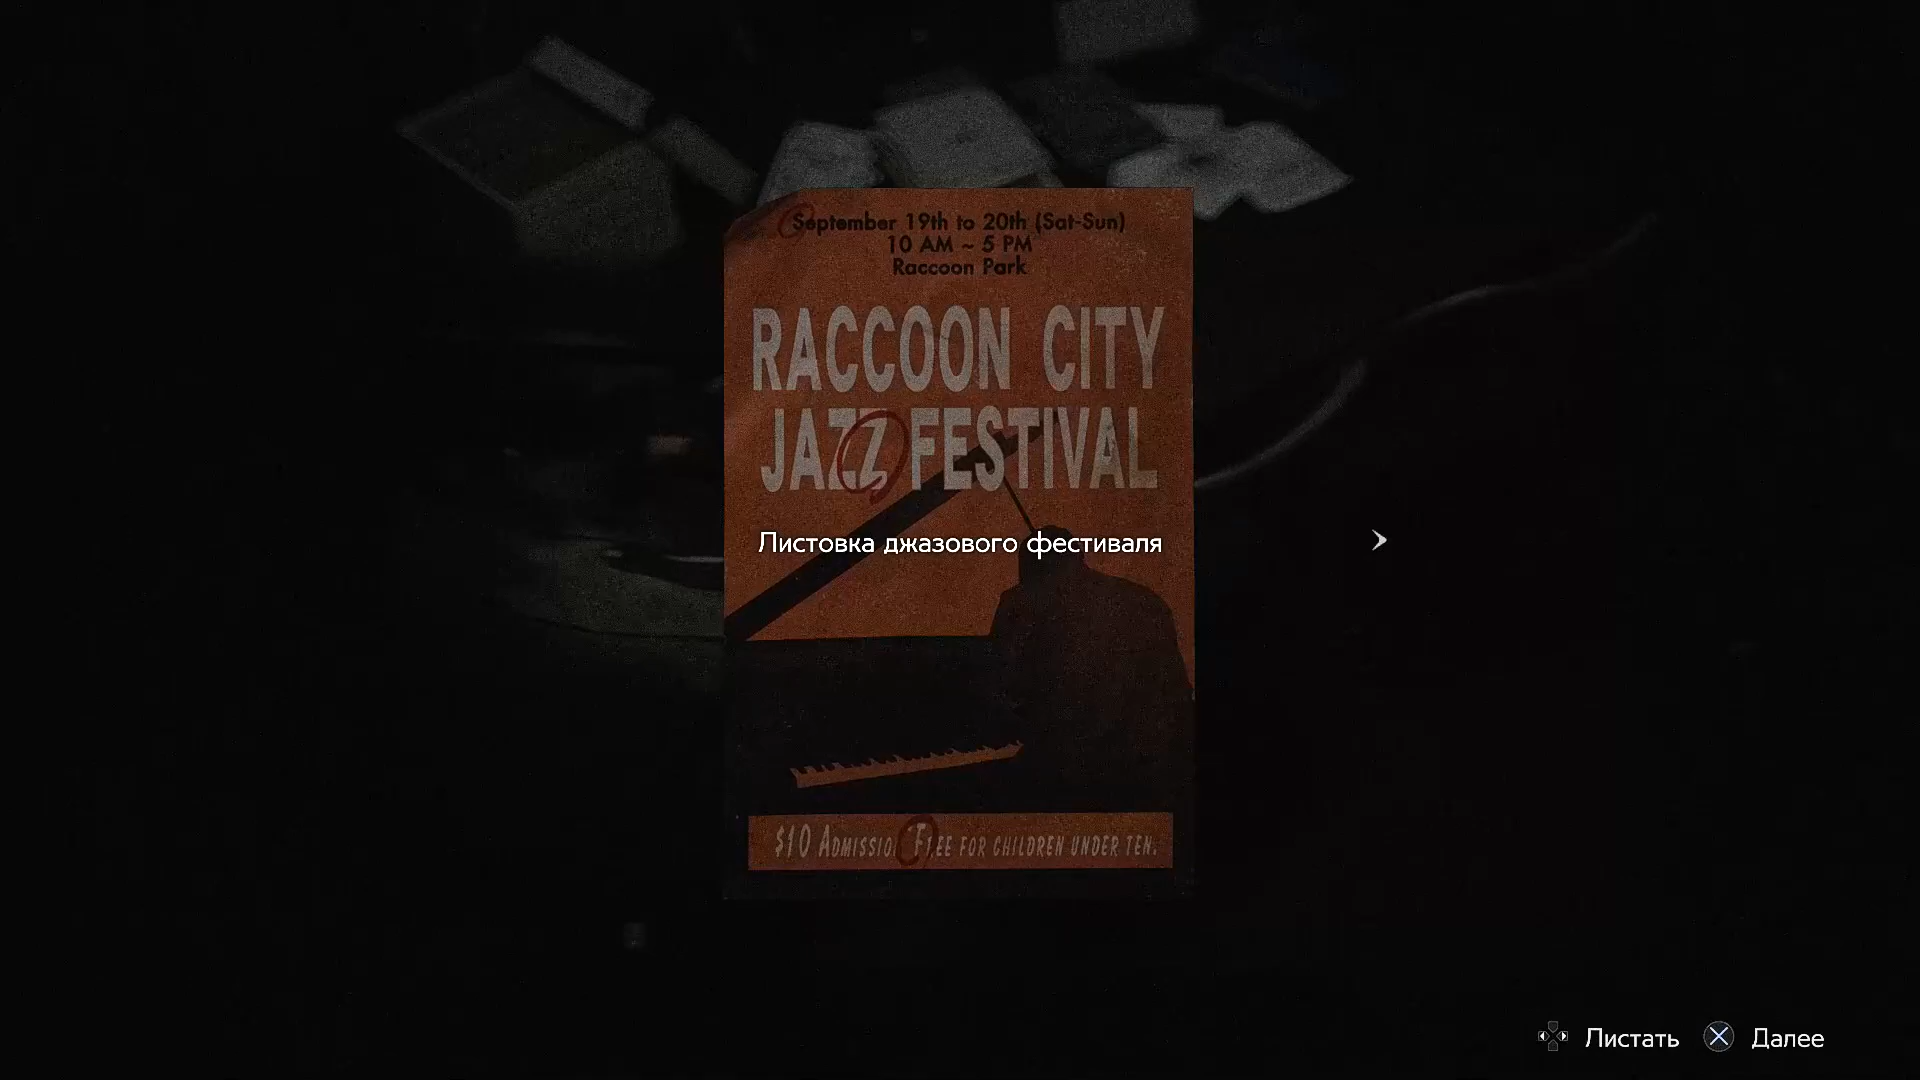 September 19th to 20th (Sat-Sun)
10 AM ~ 5 PM
Raccoon Park
RACCOON CITY
JAZZ FESTIVAL
Листовка джазового фестиваля
$10 ADMISSIO FREE FOR CHILDREN UNDER TEN.
Листать Далее